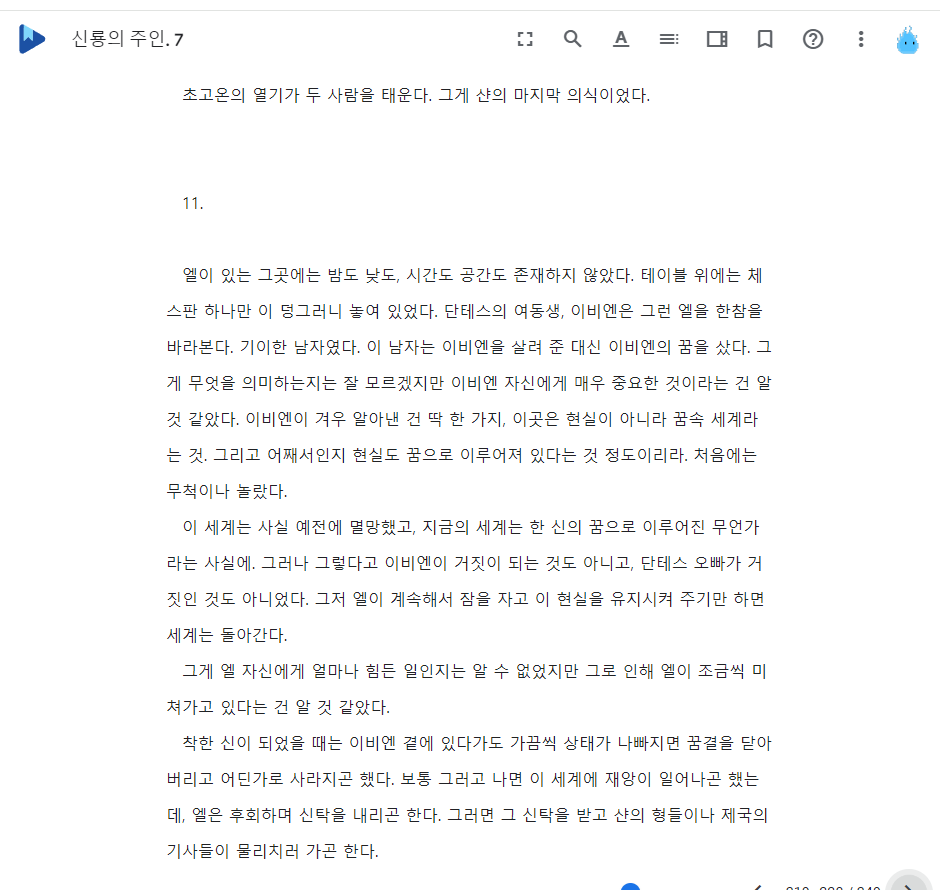 신룡의 주인. 7
초고온의 열기가 두 사람을 태운다. 그게 샨의 마지막 의식이었다.
11.
엘이 있는 그곳에는 밤도 낮도, 시간도 공간도 존재하지 않았다. 테이블 위에는 체
스판 하나만 이 덩그러니 놓여 있었다. 단테스의 여동생, 이비엔은 그런 엘을 한참을
바라본다. 기이한 남자였다. 이 남자는 이비엔을 살려 준 대신 이비엔의 꿈을 샀다. 그
게 무엇을 의미하는지는 잘 모르겠지만 이비엔 자신에게 매우 중요한 것이라는 건 알
것 같았다. 이비엔이 겨우 알아낸 건 딱 한 가지, 이곳은 현실이 아니라 꿈속 세계라
는 것. 그리고 어째서인지 현실도 꿈으로 이루어져 있다는 것 정도이리라. 처음에는
무척이나 놀랐다.
이 세계는 사실 예전에 멸망했고, 지금의 세계는 한 신의 꿈으로 이루어진 무언가
라는 사실에. 그러나 그렇다고 이비엔이 거짓이 되는 것도 아니고, 단테스 오빠가 거
짓인 것도 아니었다. 그저 엘이 계속해서 잠을 자고 이 현실을 유지시켜 주기만 하면
세계는 돌아간다.
그게 엘 자신에게 얼마나 힘든 일인지는 알 수 없었지만 그로 인해 엘이 조금씩 미
쳐가고 있다는 건 알 것 같았다.
착한 신이 되었을 때는 이비엔 곁에 있다가도 가끔씩 상태가 나빠지면 꿈결을 닫아
버리고 어딘가로 사라지곤 했다. 보통 그러고 나면 이 세계에 재앙이 일어나곤 했는
데, 엘은 후회하며 신탁을 내리곤 한다. 그러면 그 신탁을 받고 샨의 형들이나 제국의
기사들이 물리치러 가곤 한다.